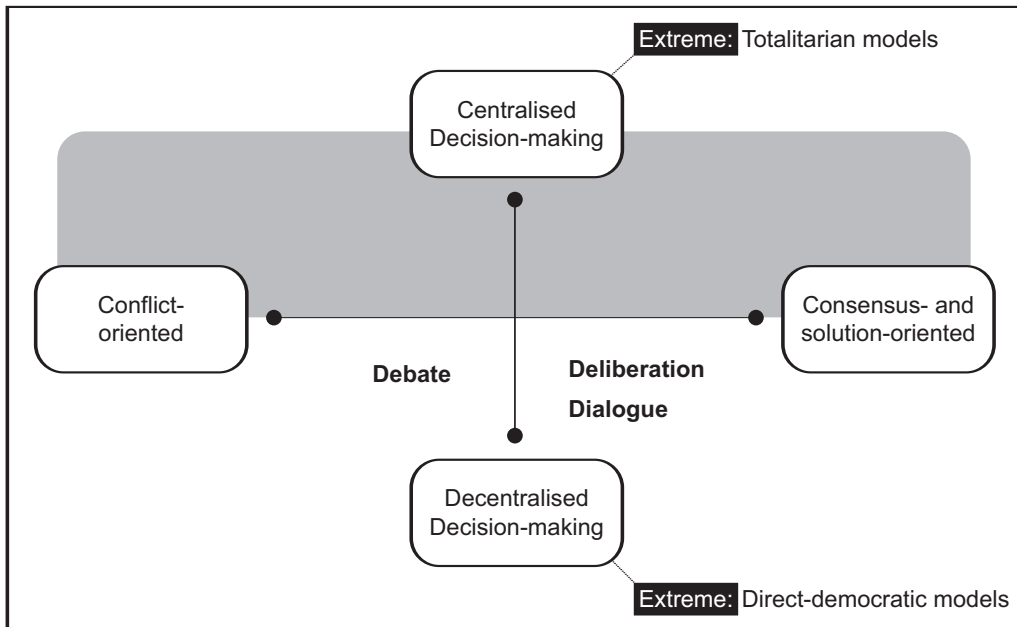 Extreme: Totalitarian models
Centralised
Decision-making
Conflict-
oriented
Consensus- and
solution-oriented
Debate
Deliberation
Dialogue
Decentralised
Decision-making
Extreme: Direct-democratic models